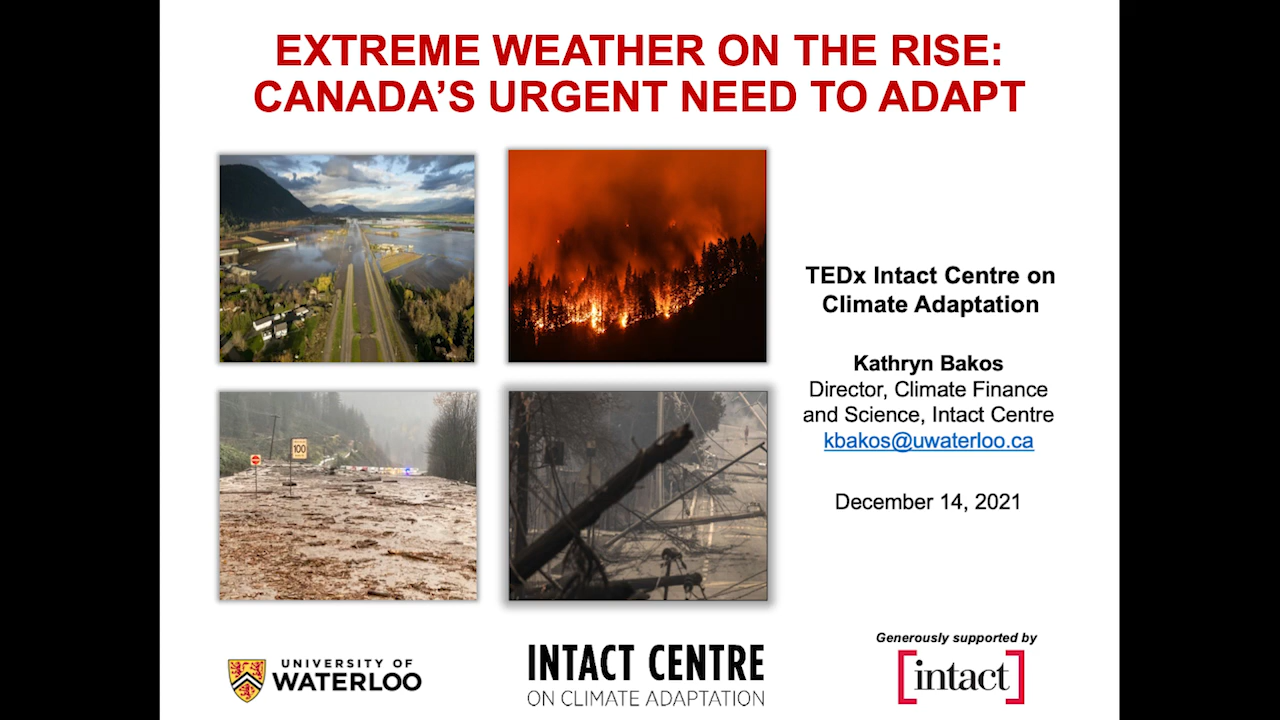 EXTREME WEATHER ON THE RISE:
CANADA'S URGENT NEED TO ADAPT
TEDx Intact Centre on
Climate Adaptation
Kathryn Bakos
Director, Climate Finance
and Science, Intact Centre
kbakos@uwaterloo.ca
December 14, 2021
100
UNIVERSITY OF
WATERLOO
INTACT CENTRE
ON CLIMATE ADAPTATION
Generously supported by
[intact]